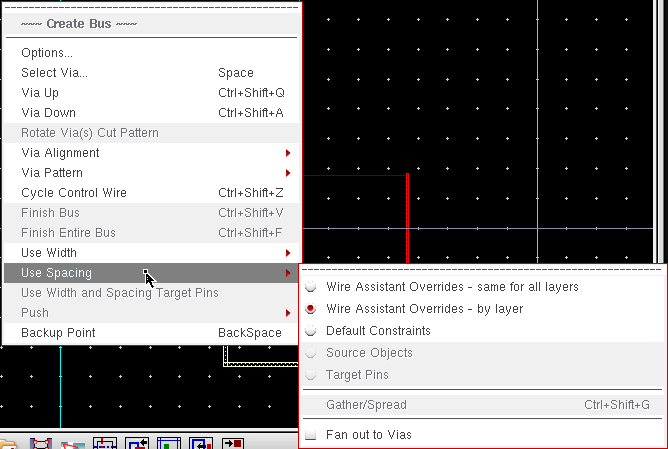 ~~~ Create Bus ~~~
Options...
Select Via... Space
Via Up Ctrl+Shift+Q
Via Down Ctrl+Shift+A
Rotate Via(s) Cut Pattern
Via Alignment
Via Pattern
Cycle Control Wire Ctrl+Shift+Z
Finish Bus Ctrl+Shift+V
Finish Entire Bus Ctrl+Shift+F
Use Width
Use Spacing
Use Width and Spacing Target Pins
Push
Backup Point BackSpace
Wire Assistant Overrides - same for all layers
Wire Assistant Overrides - by layer
Default Constraints
Source Objects
Target Pins
Gather/Spread Ctrl+Shift+G
Fan out to Vias